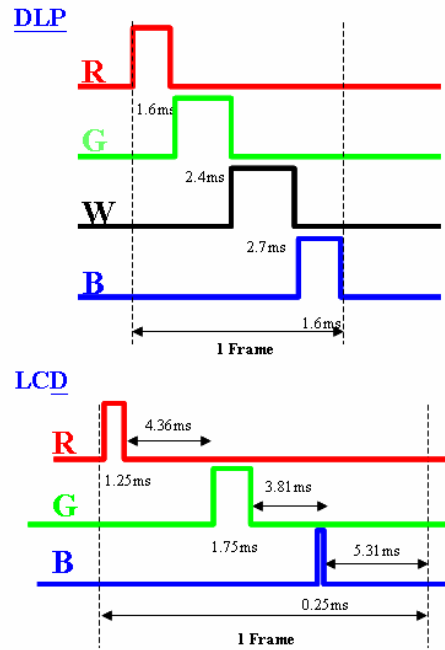 DLP
R
1.6ms
G
2.4ms
W
2.7ms
B
1.6ms
1 Frame
LCD
4.36ms
R
1.25ms
3.81ms
G
1.75ms
5.31ms
B
0.25ms
1 Frame